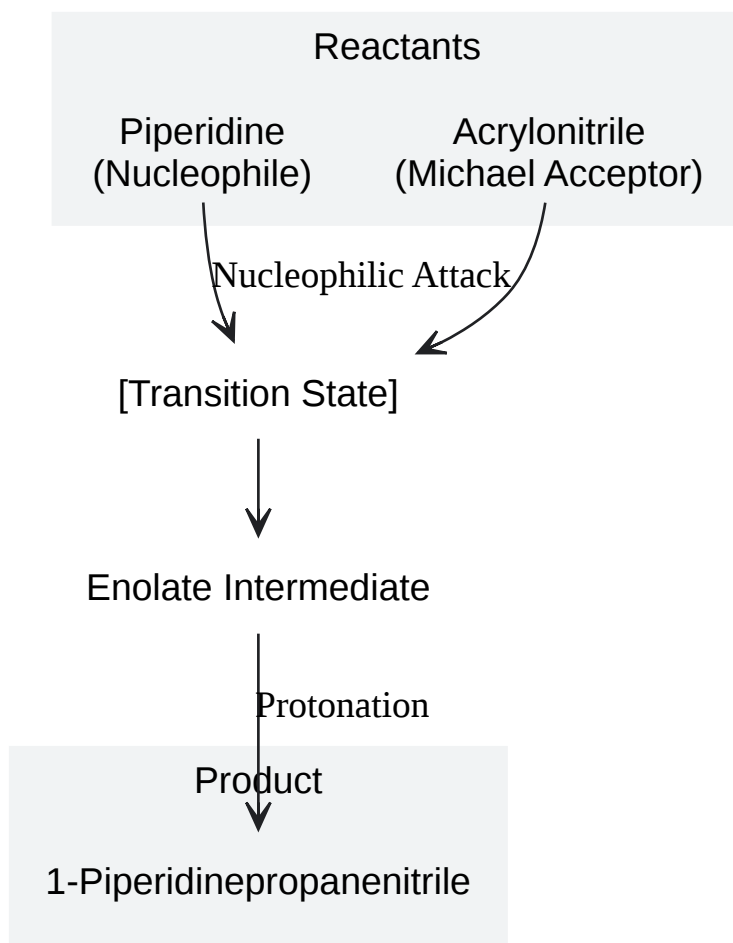 Reactants
Piperidine
(Nucleophile)
Acrylonitrile
(Michael Acceptor)
Nucleophilic Attack
[Transition State]
Enolate Intermediate
Protonation
Product
1-Piperidinepropanenitrile